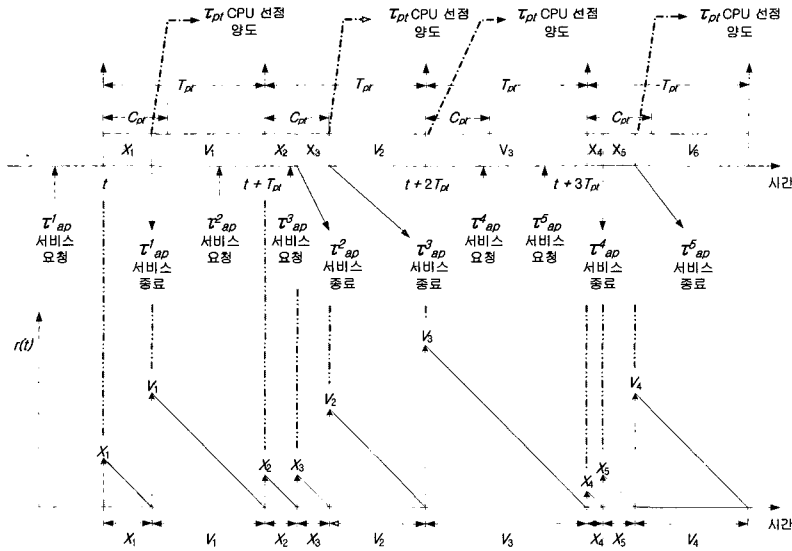 τpt CPU 선점
양도
τpt CPU 선점
양도
τpt CPU 선점
양도
τpt CPU 선점
양도
Tpt
Tpt
Tpt
Tpt
Cpt
Cpt
Cpt
Cpt
X1 V1 X2 X3 V2 V3 X4 X5 V6
t t + Tpt t + 2Tpt t + 3Tpt 시간
τ1ap
서비스
요청
τ1ap
서비스
종료
τ2ap
서비스
요청
τ3ap
서비스
요청
τ2ap
서비스
종료
τ3ap
서비스
종료
τ4ap
서비스
요청
τ5ap
서비스
요청
τ4ap
서비스
종료
τ5ap
서비스
종료
r(t)
X1
V1
X2
X3
V2
V3
X4
X5
V4
시간
X1 V1 X2 X3 V2 V3 X4 X5 V4